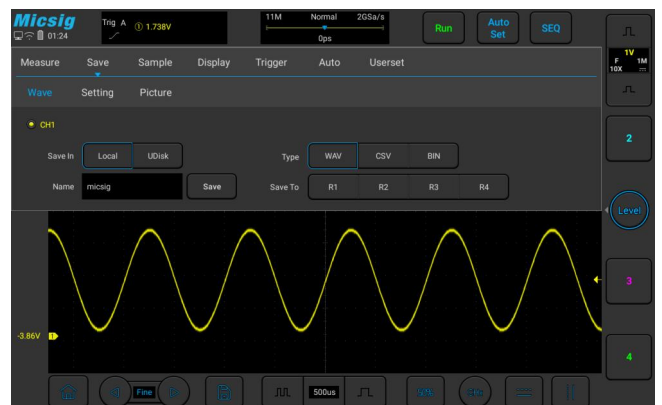 Micsig
01:24
Trig A ① 1.738V
11M Normal 2GSa/s
0ps
Run
Auto Set
SEQ
1V
F 1M
10X
Measure Save Sample Display Trigger Auto Userset
Wave Setting Picture
CH1
Save In Local UDisk Type WAV CSV BIN
Name micsig Save Save To R1 R2 R3 R4
2
Level
3
-3.86V 1
4
Fine 500us